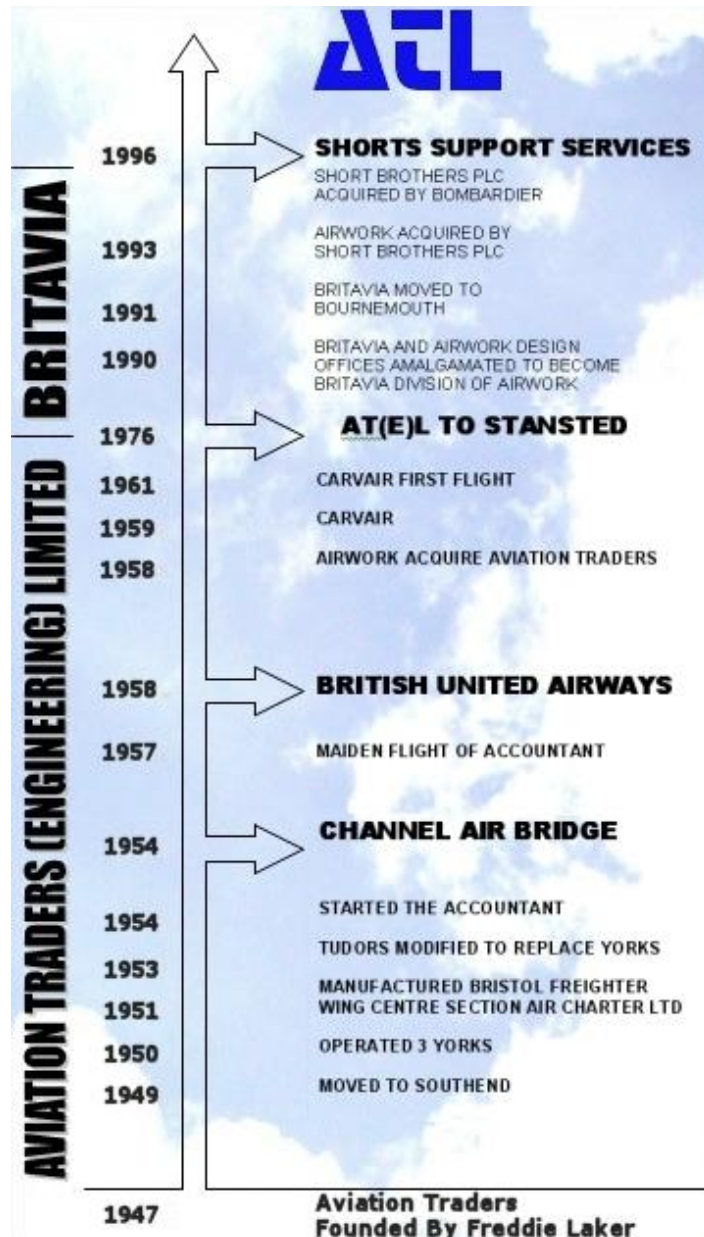 ATL
1996
SHORTS SUPPORT SERVICES
SHORT BROTHERS PLC
ACQUIRED BY BOMBARDIER
1993
AIRWORK ACQUIRED BY
SHORT BROTHERS PLC
1991
BRITAVIA MOVED TO
BOURNEMOUTH
1990
BRITAVIA AND AIRWORK DESIGN
OFFICES AMALGAMATED TO BECOME
BRITAVIA DIVISION OF AIRWORK
BRITAVIA
1976
AT(E)L TO STANSTED
1961
CARVAIR FIRST FLIGHT
1959
CARVAIR
1958
AIRWORK ACQUIRE AVIATION TRADERS
1958
BRITISH UNITED AIRWAYS
1957
MAIDEN FLIGHT OF ACCOUNTANT
1954
CHANNEL AIR BRIDGE
1954
STARTED THE ACCOUNTANT
1953
TUDORS MODIFIED TO REPLACE YORKS
1951
MANUFACTURED BRISTOL FREIGHTER
WING CENTRE SECTION AIR CHARTER LTD
1950
OPERATED 3 YORKS
1949
MOVED TO SOUTHEND
AVIATION TRADERS (ENGINEERING) LIMITED
1947
Aviation Traders
Founded By Freddie Laker